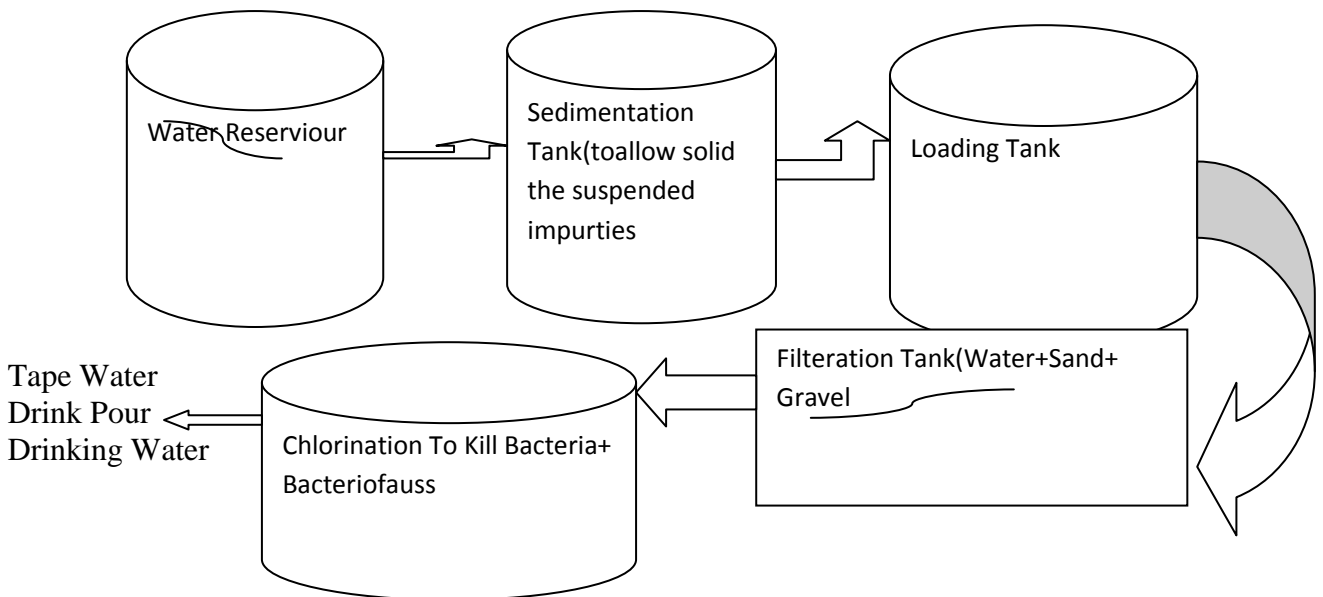 Water Reserviour
Sedimentation
Tank(toallow solid
the suspended
impurties
Loading Tank
Filteration Tank(Water+Sand+
Gravel
Chlorination To Kill Bacteria+
Bacteriofauss
Tape Water
Drink Pour
Drinking Water